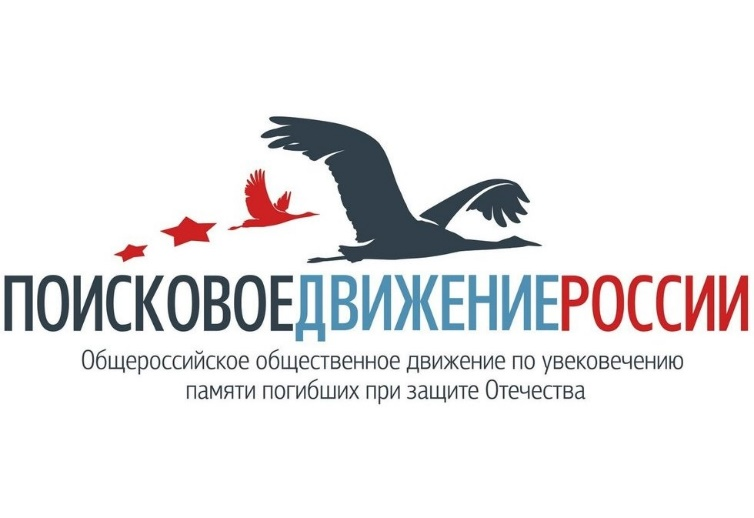 ПОИСКОВОЕДВИЖЕНИЕРОССИИ
Общероссийское общественное движение по увековечению
памяти погибших при защите Отечества